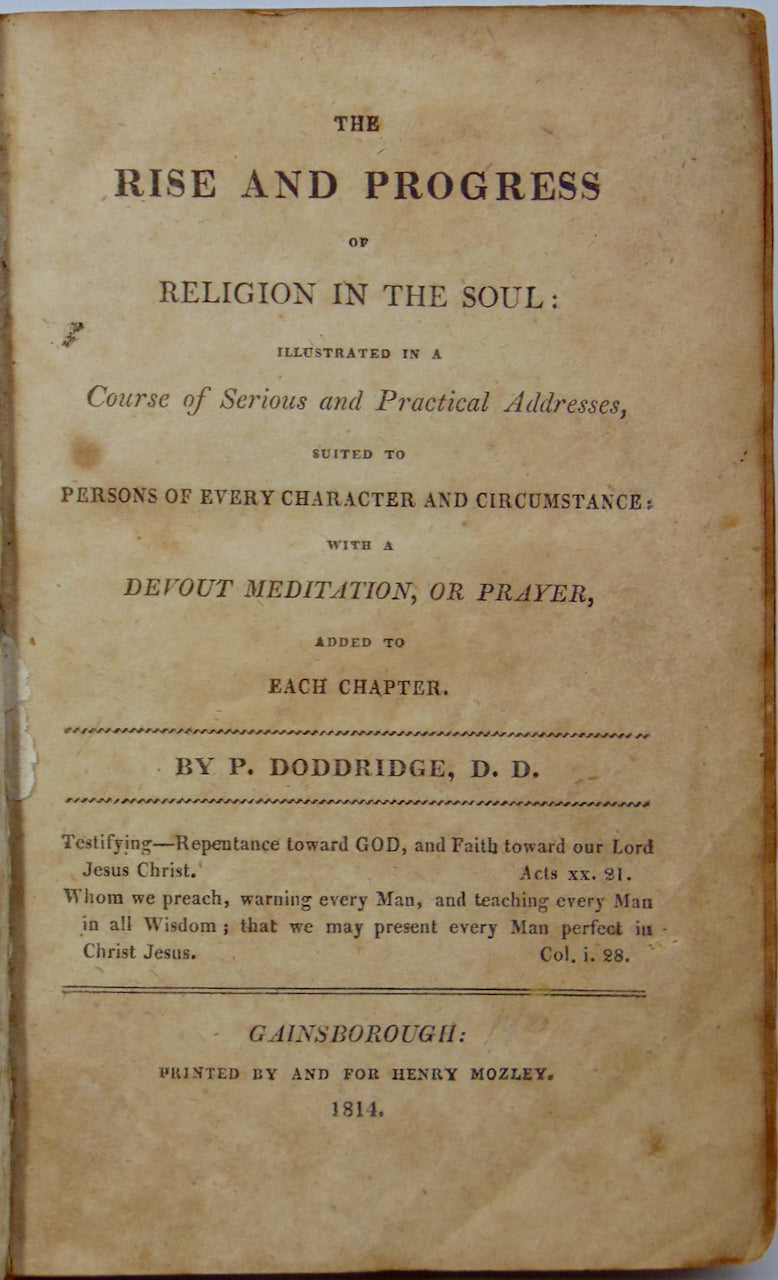 THE
RISE AND PROGRESS
OF
RELIGION IN THE SOUL:
ILLUSTRATED IN A
Course of Serious and Practical Addresses,
SUITED TO
PERSONS OF EVERY CHARACTER AND CIRCUMSTANCE:
WITH A
DEVOUT MEDITATION, OR PRAYER,
ADDED TO
EACH CHAPTER.
BY P. DODDRIDGE, D. D.
Testifying—Repentance toward GOD, and Faith toward our Lord
Jesus Christ. Acts xx. 21.
Whom we preach, warning every Man, and teaching every Man
in all Wisdom; that we may present every Man perfect in
Christ Jesus. Col. i. 28.
GAINSBOROUGH:
PRINTED BY AND FOR HENRY MOZLEY.
1814.